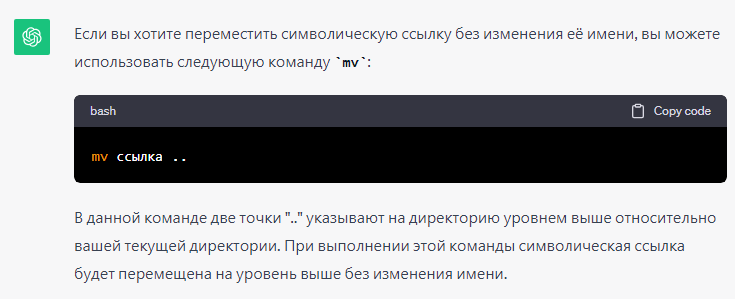 Если вы хотите переместить символическую ссылку без изменения её имени, вы можете
использовать следующую команду `mv`:
bash Copy code
mv ссылка ..
В данной команде две точки ".." указывают на директорию уровнем выше относительно
вашей текущей директории. При выполнении этой команды символическая ссылка
будет перемещена на уровень выше без изменения имени.